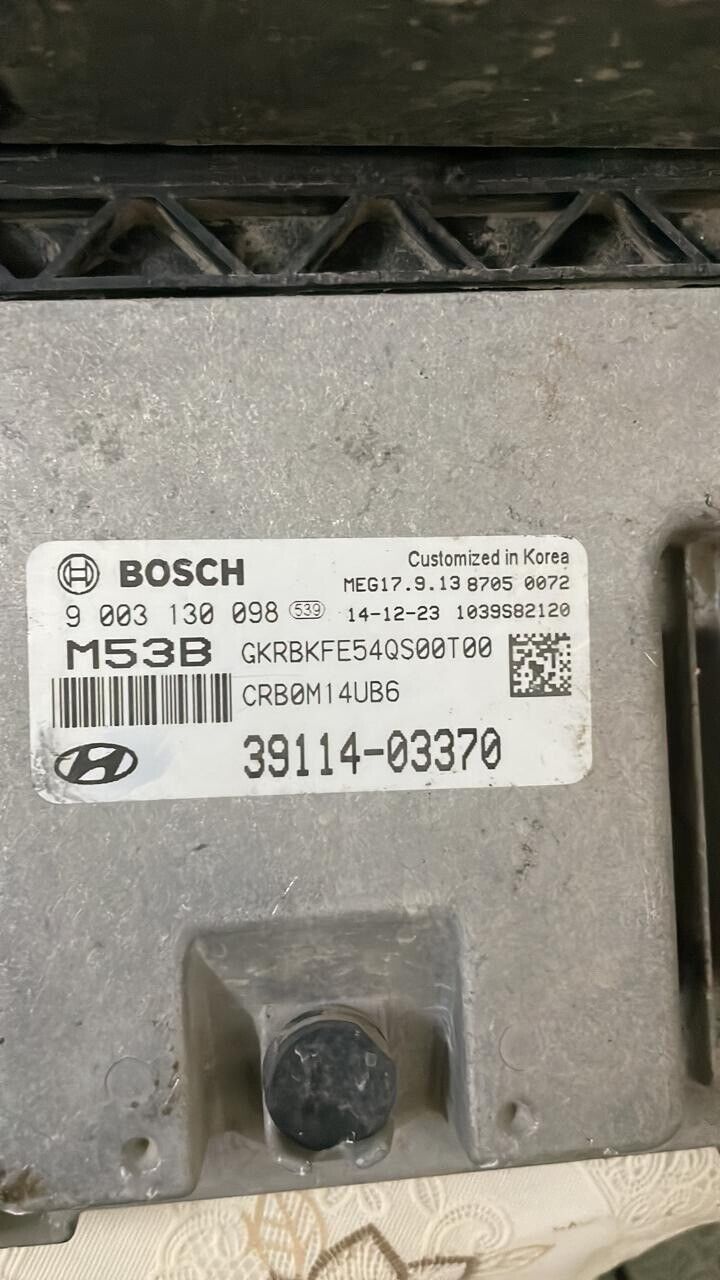 BOSCH
Customized in Korea
MEG17.9.13 8705 0072
9 003 130 098 539 14-12-23 1039S82120
M53B GKRBKFE54QS00T00
CRB0M14UB6
39114-03370